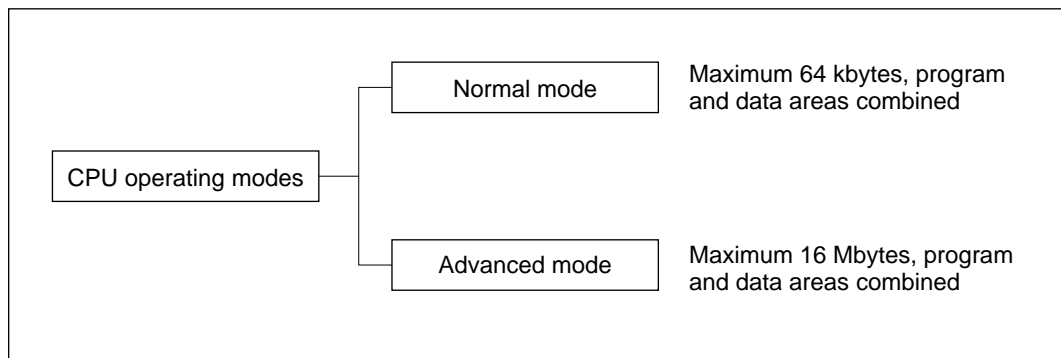 Normal mode
Maximum 64 kbytes, program
and data areas combined
CPU operating modes
Advanced mode
Maximum 16 Mbytes, program
and data areas combined